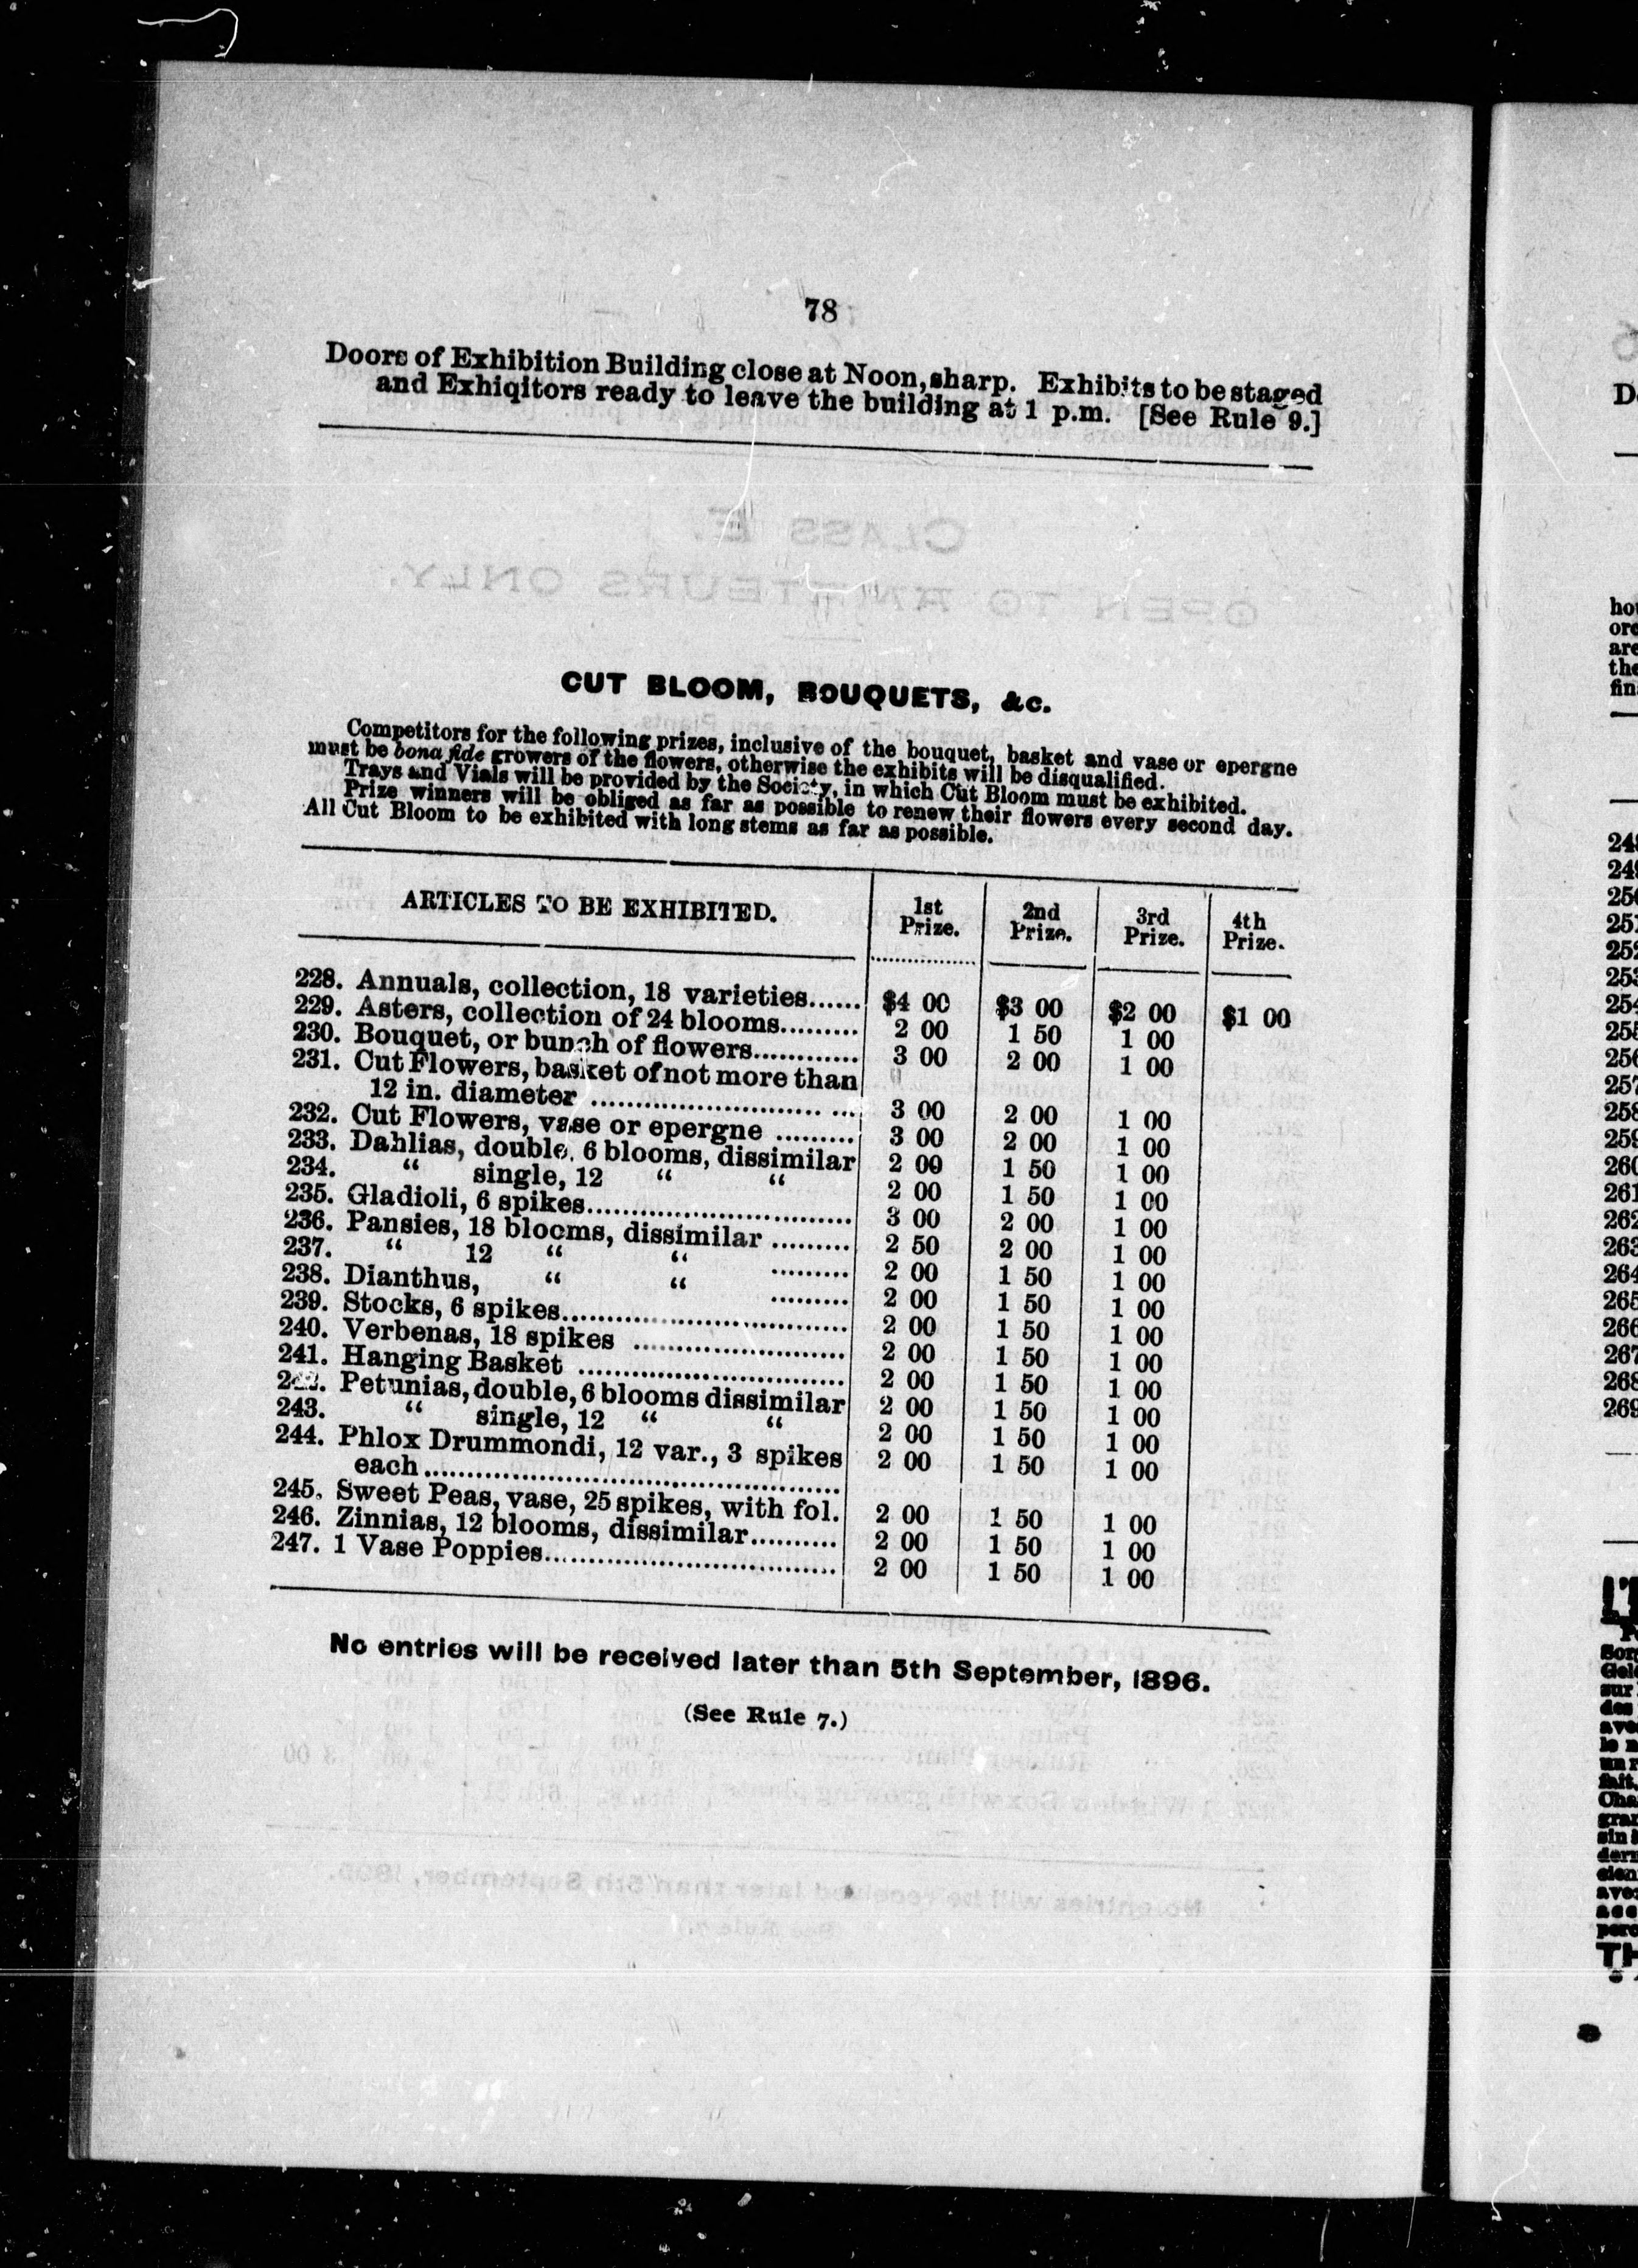 78
Doors of Exhibition Building close at Noon, sharp. Exhibits to be staged
and Exhiqitors ready to leave the building at 1 p.m. [See Rule 9.]
CUT BLOOM, BOUQUETS, &c.
Competitors for the following prizes, inclusive of the bouquet, basket and vase or epergne
must be bona fide growers of the flowers, otherwise the exhibits will be disqualified.
Trays and Vials will be provided by the Society, in which Cut Bloom must be exhibited.
Prize winners will be obliged as far as possible to renew their flowers every second day.
All Cut Bloom to be exhibited with long stems as far as possible.
ARTICLES TO BE EXHIBITED. 1st Prize. 2nd Prize. 3rd Prize. 4th Prize.
228. Annuals, collection, 18 varieties...... $4 00 $3 00 $2 00 $1 00
229. Asters, collection of 24 blooms......... 2 00 1 50 1 00
230. Bouquet, or bunch of flowers............ 3 00 2 00 1 00
231. Cut Flowers, basket of not more than
12 in. diameter ............................. 3 00 2 00 1 00
232. Cut Flowers, vase or epergne ......... 3 00 2 00 1 00
233. Dahlias, double, 6 blooms, dissimilar 2 00 1 50 1 00
234. “ single, 12 “ “ 2 00 1 50 1 00
235. Gladioli, 6 spikes.............................. 3 00 2 00 1 00
236. Pansies, 18 blooms, dissimilar ......... 2 50 2 00 1 00
237. “ 12 “ “ ......... 2 00 1 50 1 00
238. Dianthus, “ “ ......... 2 00 1 50 1 00
239. Stocks, 6 spikes................................. 2 00 1 50 1 00
240. Verbenas, 18 spikes ........................ 2 00 1 50 1 00
241. Hanging Basket .............................. 2 00 1 50 1 00
Petunias, double, 6 blooms dissimilar 2 00 1 50 1 00
243. “ single, 12 “ “ 2 00 1 50 1 00
244. Phlox Drummondi, 12 var., 3 spikes 2 00 1 50 1 00
each................................................
245. Sweet Peas, vase, 25 spikes, with fol. 2 00 1 50 1 00
246. Zinnias, 12 blooms, dissimilar.......... 2 00 1 50 1 00
247. 1 Vase Poppies................................. 2 00 1 50 1 00
No entries will be received later than 5th September, 1896.
(See Rule 7.)